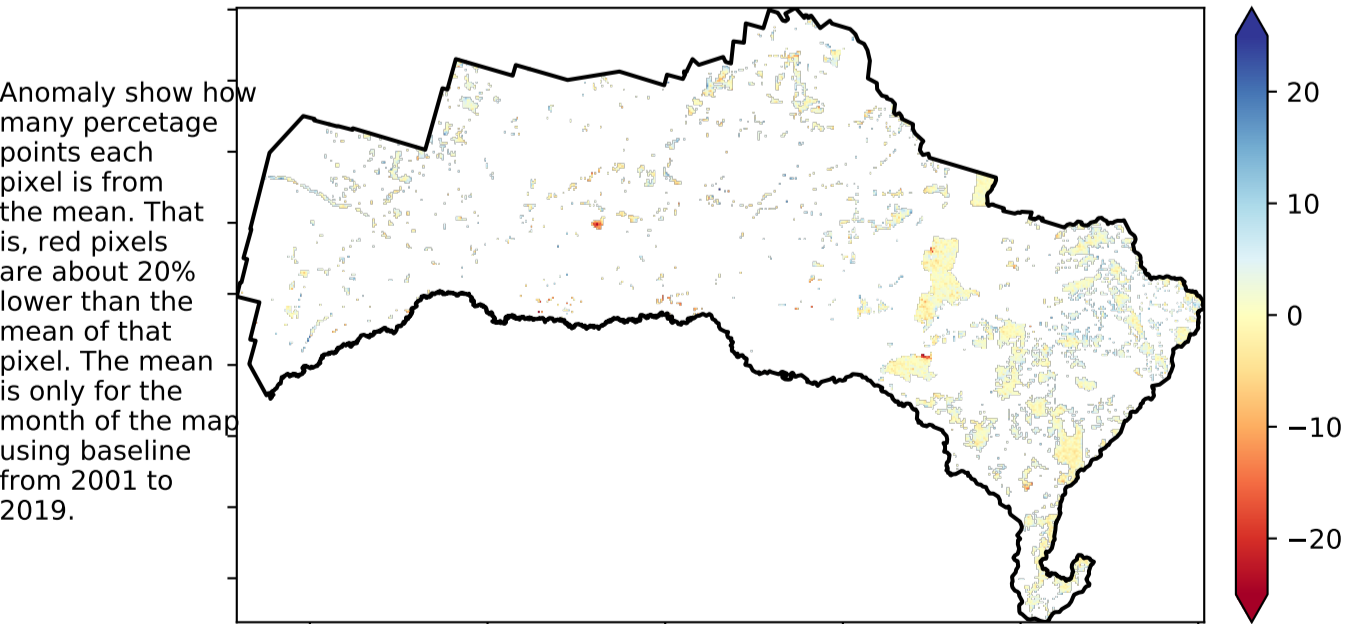 Anomaly show how
many percetage
points each
pixel is from
the mean. That
is, red pixels
are about 20%
lower than the
mean of that
pixel. The mean
is only for the
month of the map
using baseline
from 2001 to
2019.
20
10
0
−10
−20